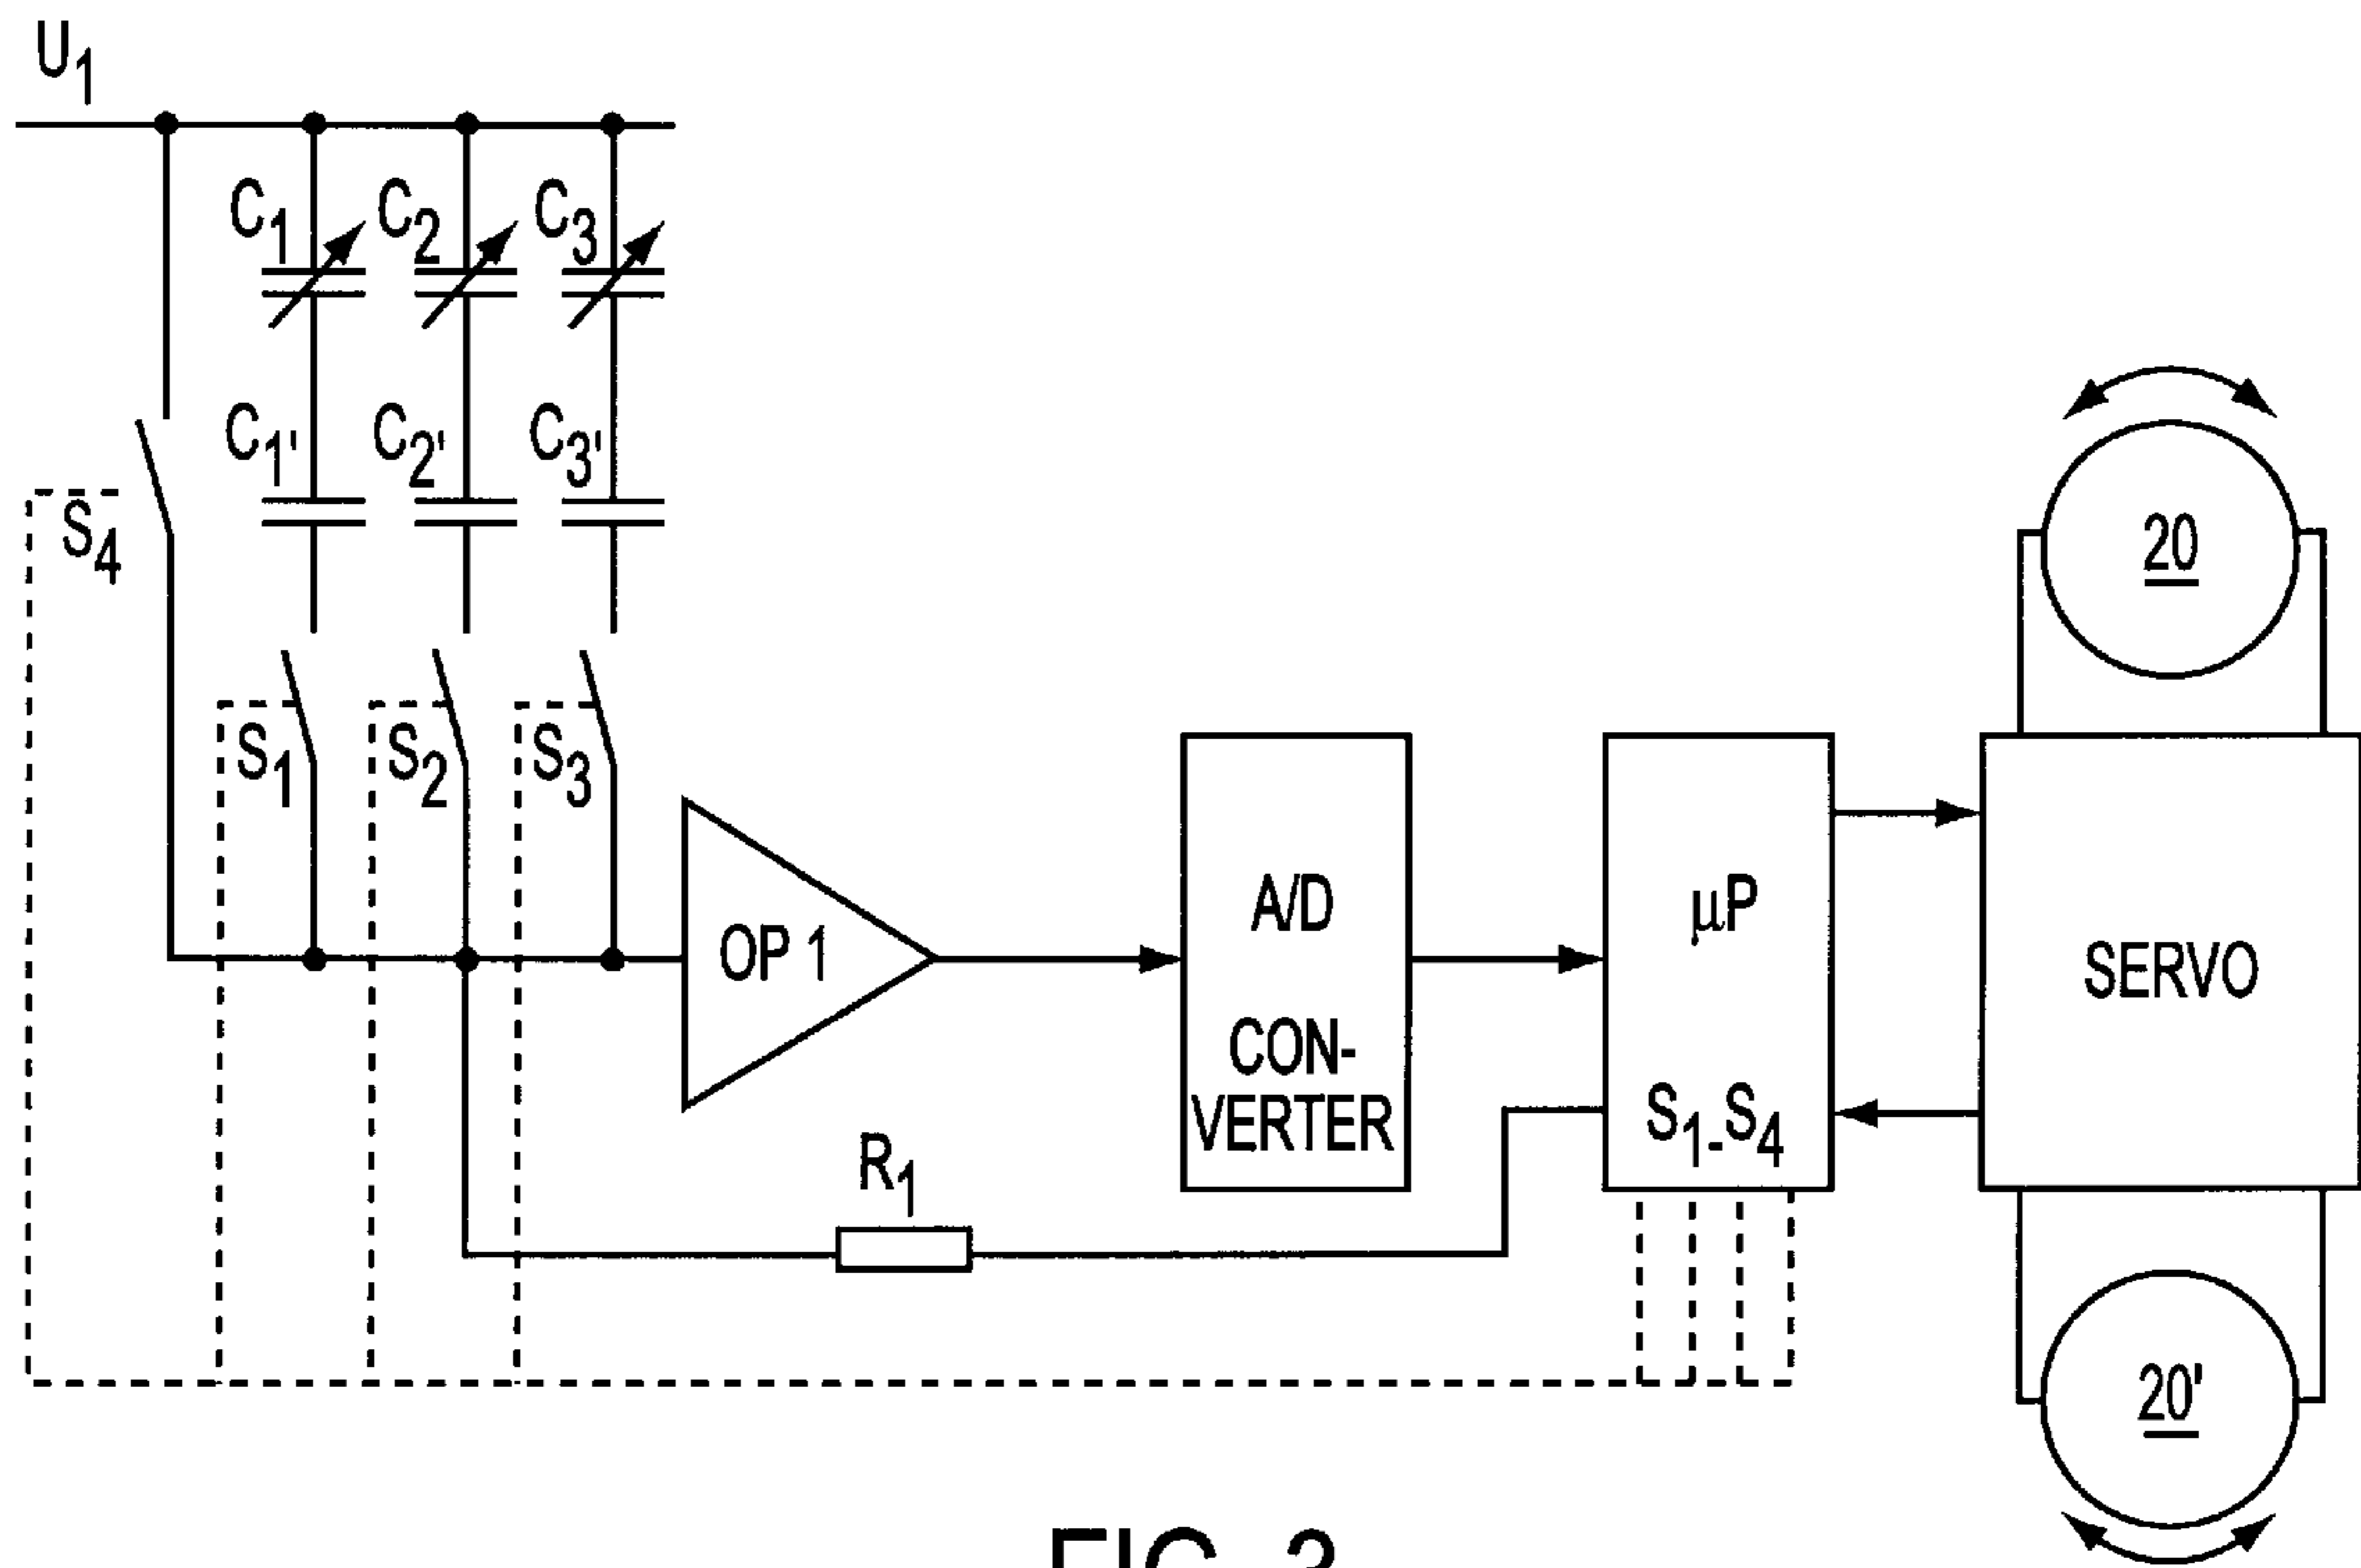 U1
C1 C2 C3
C1' C2' C3'
S4
S1 S2 S3
OP 1
A/D
CON-
VERTER
µP
S1-S4
SERVO
20
20'
R1